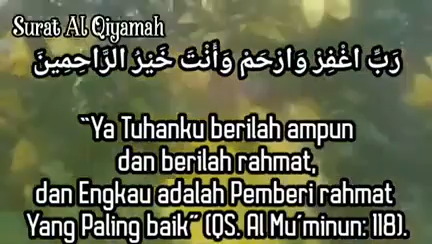 Surat Al Qiyamah
رَبِّ اغْفِرْ وَارْحَمْ وَأَنْتَ خَيْرُ الرَّاحِمِينَ
“Ya Tuhanku berilah ampun
dan berilah rahmat,
dan Engkau adalah Pemberi rahmat
Yang Paling baik” (QS. Al Mu’minun: 118).